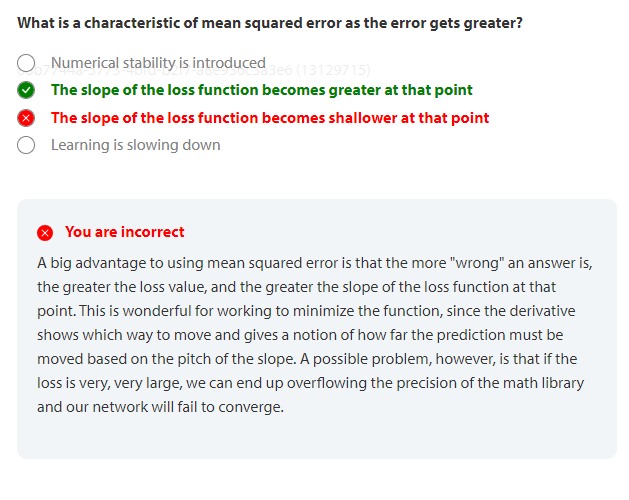 What is a characteristic of mean squared error as the error gets greater?
Numerical stability is introduced
(13129715)
The slope of the loss function becomes greater at that point
The slope of the loss function becomes shallower at that point
Learning is slowing down
You are incorrect
A big advantage to using mean squared error is that the more "wrong" an answer is,
the greater the loss value, and the greater the slope of the loss function at that
point. This is wonderful for working to minimize the function, since the derivative
shows which way to move and gives a notion of how far the prediction must be
moved based on the pitch of the slope. A possible problem, however, is that if the
loss is very, very large, we can end up overflowing the precision of the math library
and our network will fail to converge.